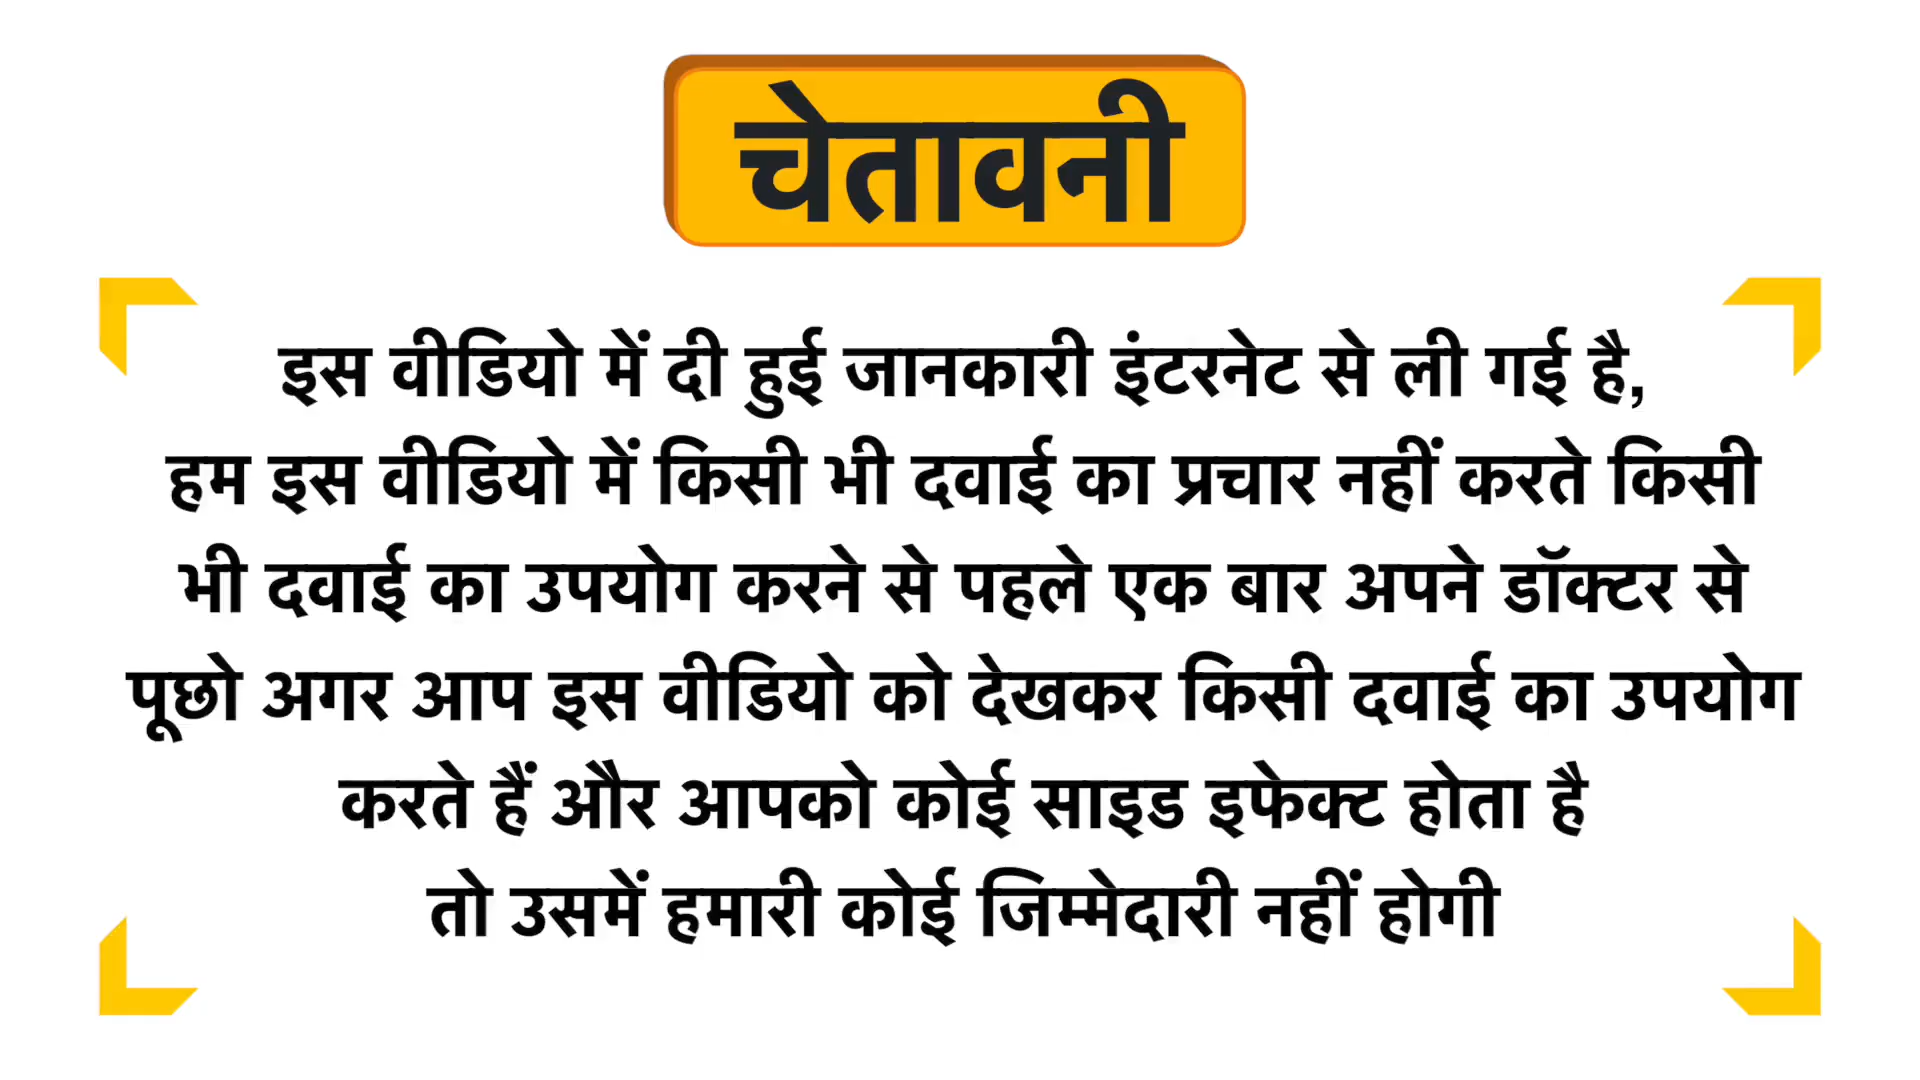 चेतावनी
इस वीडियो में दी हुई जानकारी इंटरनेट से ली गई है,
हम इस वीडियो में किसी भी दवाई का प्रचार नहीं करते किसी
भी दवाई का उपयोग करने से पहले एक बार अपने डॉक्टर से
पूछो अगर आप इस वीडियो को देखकर किसी दवाई का उपयोग
करते हैं और आपको कोई साइड इफेक्ट होता है
तो उसमें हमारी कोई जिम्मेदारी नहीं होगी